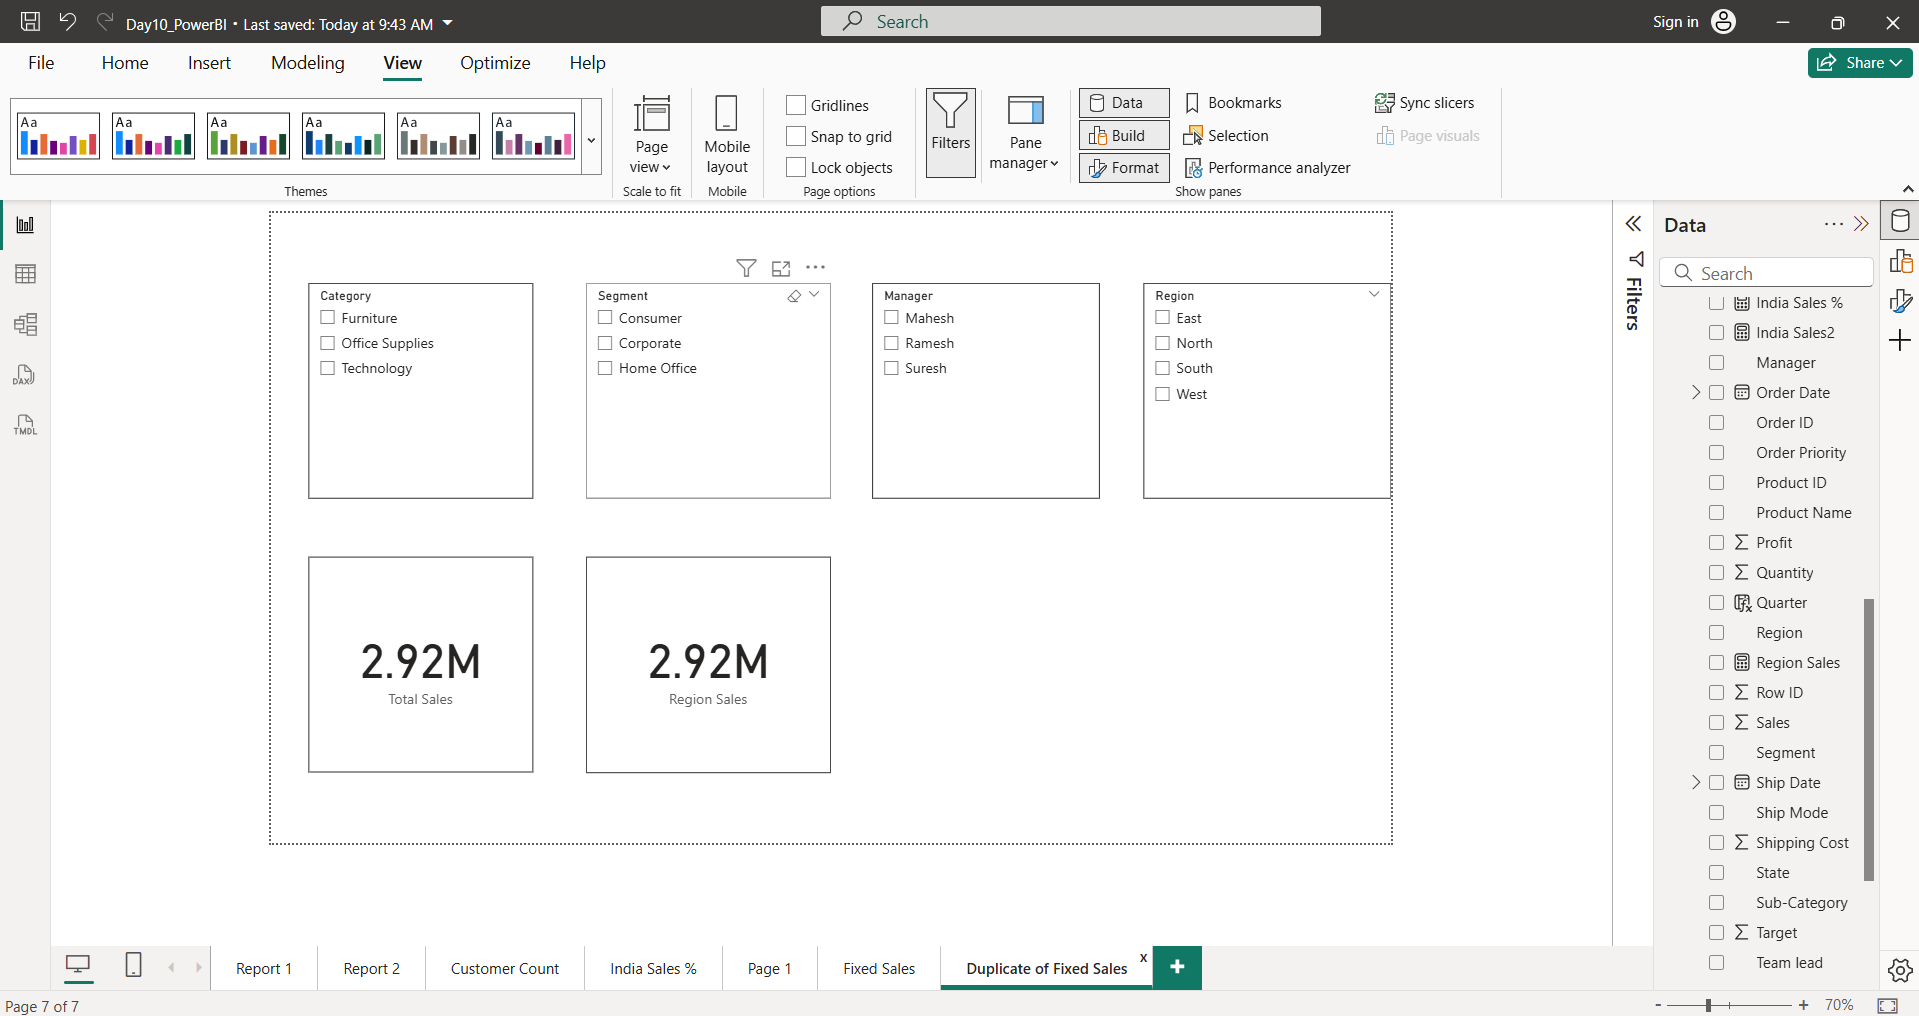 Day10_PowerBI • Last saved: Today at 9:43 AM
Search
Sign in
File
Home
Insert
Modeling
View
Optimize
Help
Share
Aa
Aa
Aa
Aa
Aa
Aa
Themes
Page view
Scale to fit
Mobile layout
Mobile
Gridlines
Snap to grid
Lock objects
Page options
Filters
Pane manager
Data
Build
Format
Bookmarks
Selection
Performance analyzer
Sync slicers
Page visuals
Show panes
DAX
TMDL
Category
Furniture
Office Supplies
Technology
Segment
Consumer
Corporate
Home Office
Manager
Mahesh
Ramesh
Suresh
Region
East
North
South
West
2.92M
Total Sales
2.92M
Region Sales
Filters
Data
Search
India Sales %
India Sales2
Manager
Order Date
Order ID
Order Priority
Product ID
Product Name
Profit
Quantity
Quarter
Region
Region Sales
Row ID
Sales
Segment
Ship Date
Ship Mode
Shipping Cost
State
Sub-Category
Target
Team lead
Report 1
Report 2
Customer Count
India Sales %
Page 1
Fixed Sales
Duplicate of Fixed Sales
x
+
Page 7 of 7
- + 70%